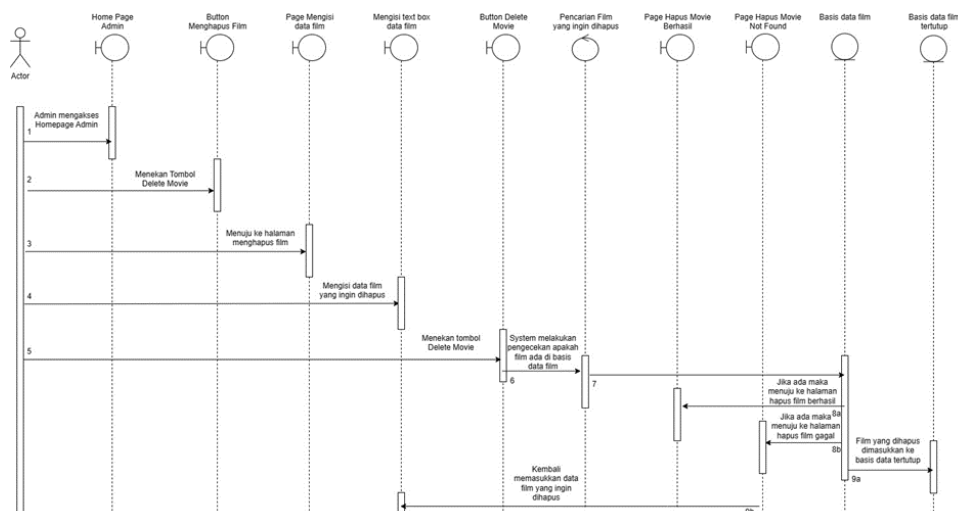 Home Page
Admin
Button
Menghapus Film
Page Mengisi
data film
Mengisi text box
data film
Button Delete
Movie
Pencarian Film
yang ingin dihapus
Page Hapus Movie
Berhasil
Page Hapus Movie
Not Found
Basis data film
Basis data film
tertutup
Actor
Admin mengakses
Homepage Admin
1
Menekan Tombol
Delete Movie
2
Menuju ke halaman
menghapus film
3
Mengisi data film
yang ingin dihapus
4
Menekan tombol
Delete Movie
5
System melakukan
pengecekan apakah
film ada di basis
data film
6
7
Jika ada maka
menuju ke halaman
hapus film berhasil
8a
Jika ada maka
menuju ke halaman
hapus film gagal
8b
Film yang dihapus
dimasukkan ke
basis data tertutup
9a
Kembali
memasukkan data
film yang ingin
dihapus
9b